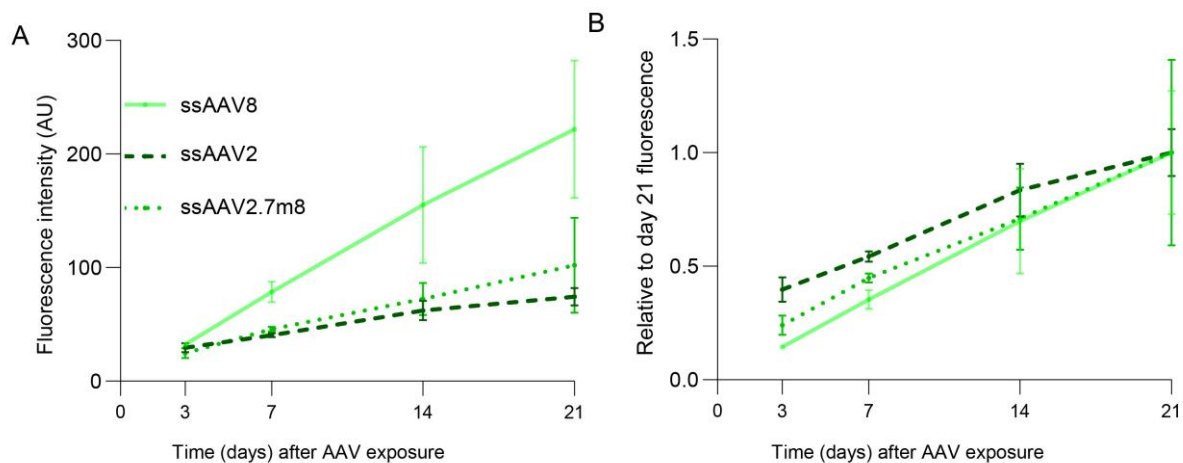 A
Fluorescence intensity (AU)
300
200
100
0
ssAAV8
ssAAV2
ssAAV2.7m8
0 3 7 14 21
Time (days) after AAV exposure
B
Relative to day 21 fluorescence
1.5
1.0
0.5
0.0
0 3 7 14 21
Time (days) after AAV exposure